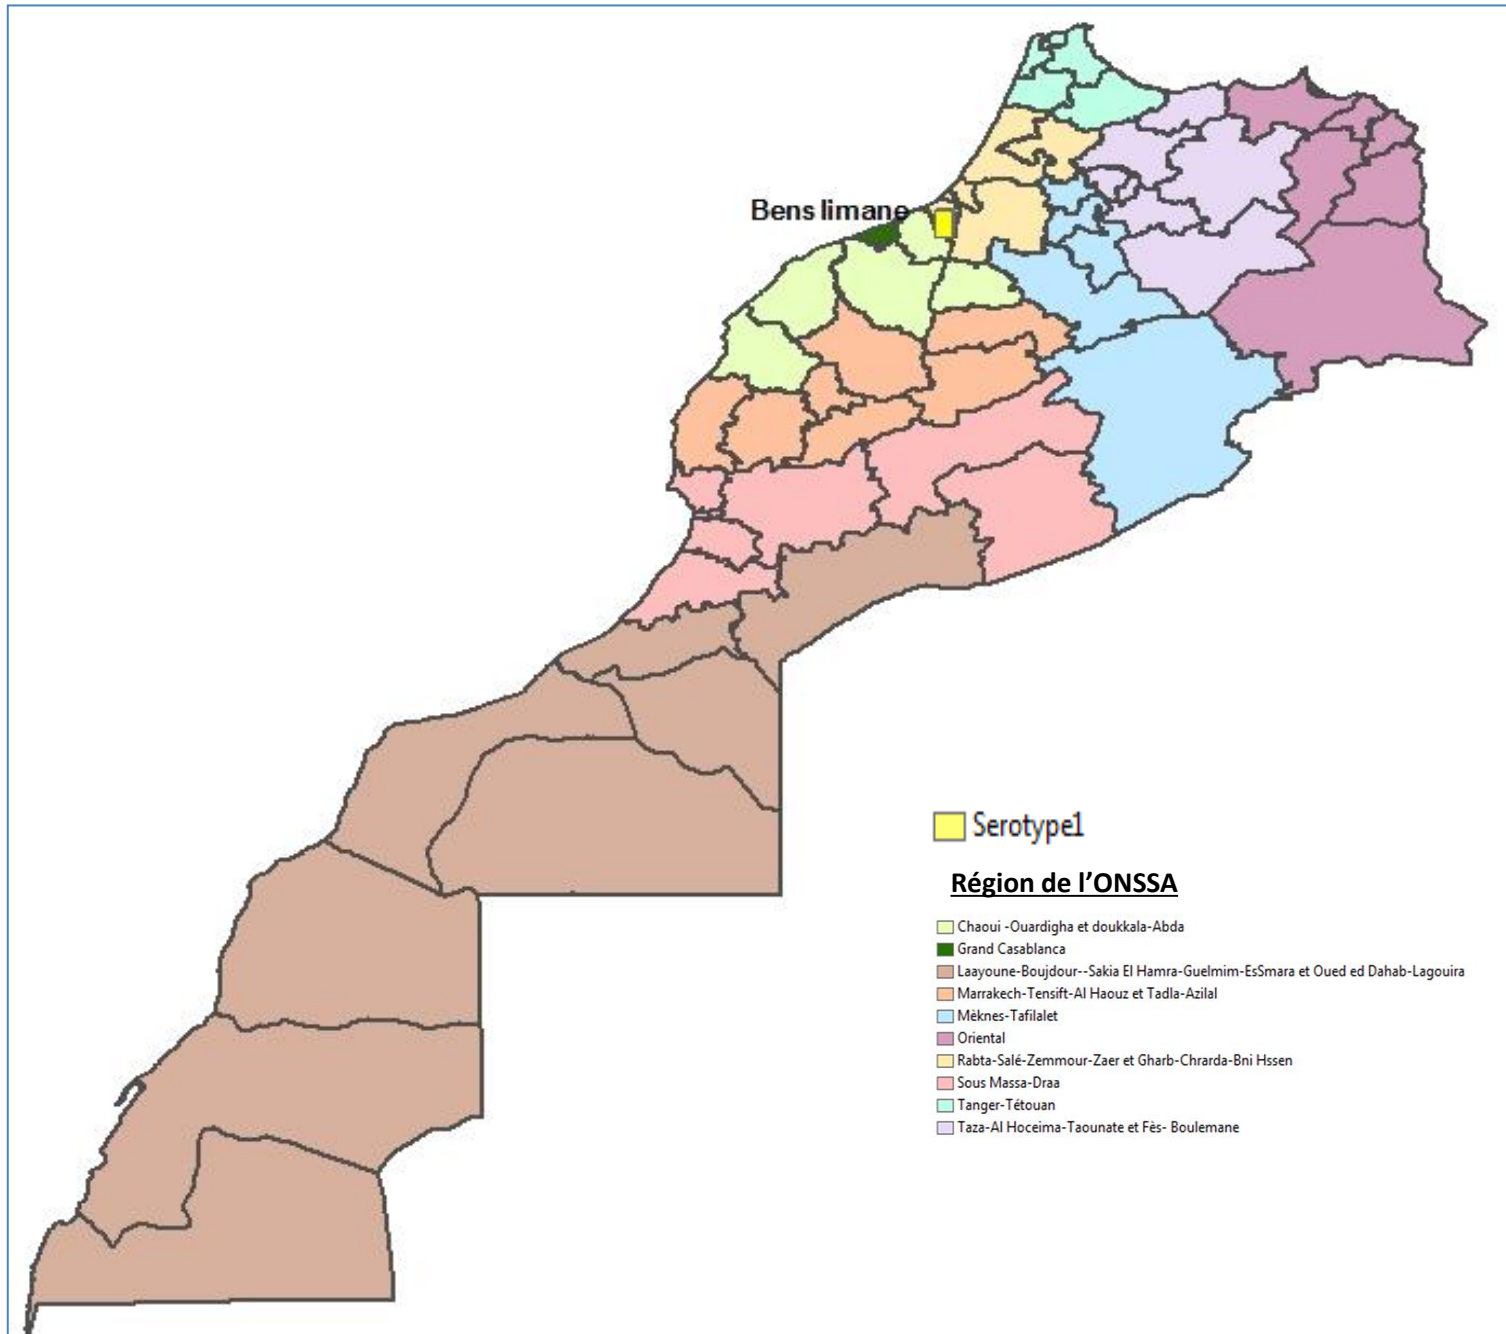 Benslimane
Serotype1
Région de l'ONSSA
Chaoui -Ouardigha et doukkala-Abda
Grand Casablanca
Laayoune-Boujdour--Sakia El Hamra-Guelmim-EsSmara et Oued ed Dahab-Lagouira
Marrakech-Tensift-Al Haouz et Tadla-Azilal
Mèknes-Tafilalet
Oriental
Rabta-Salé-Zemmour-Zaer et Gharb-Chrarda-Bni Hssen
Sous Massa-Draa
Tanger-Tétouan
Taza-Al Hoceima-Taounate et Fès- Boulemane